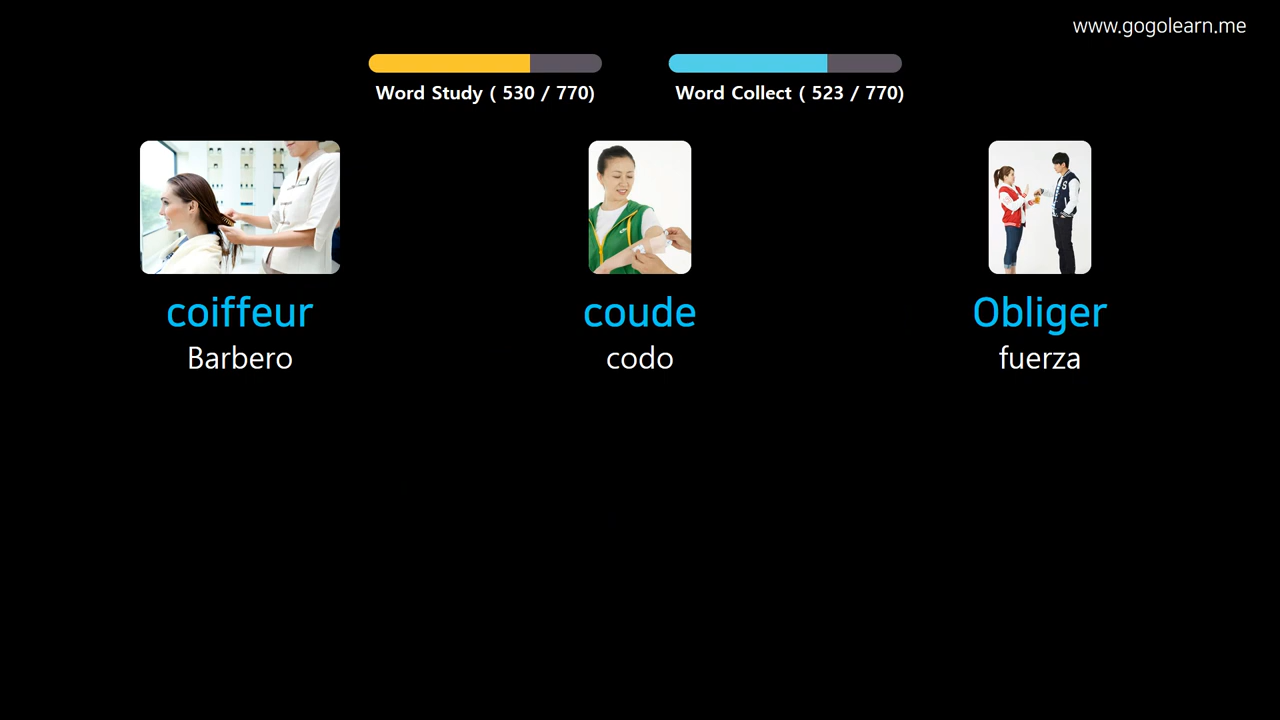 www.gogolearn.me
Word Study ( 530 / 770)
Word Collect ( 523 / 770)
coiffeur
Barbero
coude
codo
Obliger
fuerza